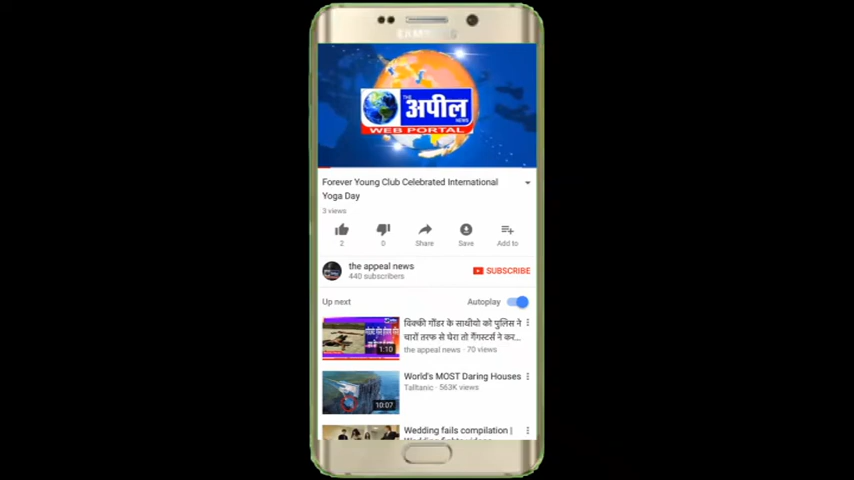 SAMSUNG
THE
अपील
NEWS
WEB PORTAL
Forever Young Club Celebrated International
Yoga Day
3 views
2
0
Share
Save
Add to
the appeal news
440 subscribers
SUBSCRIBE
Up next
Autoplay
विक्की गौंडर के साथीयो को पुलिस ने
चारों तरफ से घेरा तो गैंगस्टर्स ने कर...
the appeal news · 70 views
1:10
World's MOST Daring Houses
Talltanic · 563K views
10:07
Wedding fails compilation |